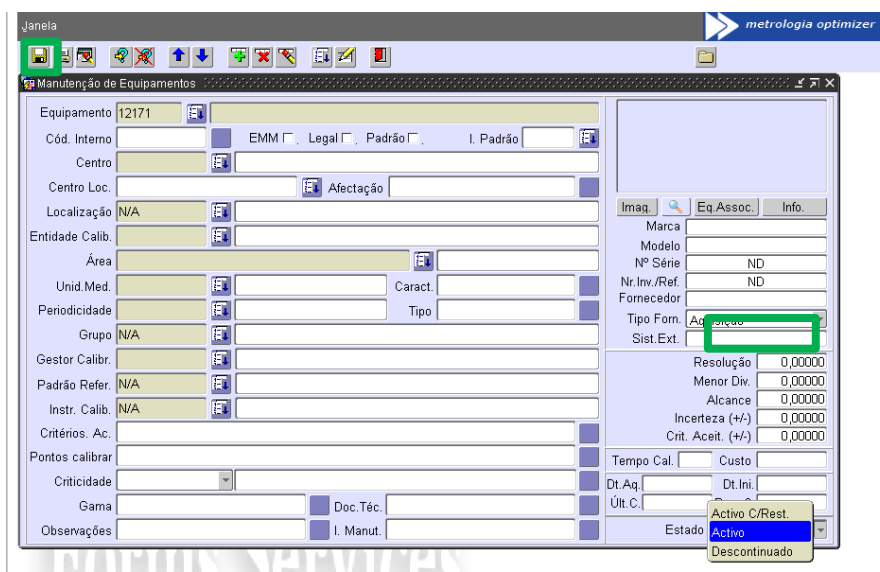 Janela
metrologia optimizer
Manutenção de Equipamentos
Equipamento 12171
Cód. Interno EMM Legal Padrão I. Padrão
Centro
Centro Loc. Afectação
Localização N/A
Entidade Calib.
Área
Unid.Med. Caract.
Periodicidade Tipo
Grupo N/A
Gestor Calibr.
Padrão Refer. N/A
Instr. Calib. N/A
Critérios. Ac.
Pontos calibrar
Criticidade
Gama Doc.Téc.
Observações I. Manut.
Imag. Eq.Assoc. Info.
Marca
Modelo
Nº Série ND
Nr.Inv./Ref. ND
Fornecedor
Tipo Forn. Aquisição
Sist.Ext.
Resolução 0,00000
Menor Div. 0,00000
Alcance 0,00000
Incerteza (+/-) 0,00000
Crit. Aceit. (+/-) 0,00000
Tempo Cal. Custo
Dt.Aq. Dt.Ini.
Últ.C.
Activo C/Rest.
Estado Activo
Descontinuado